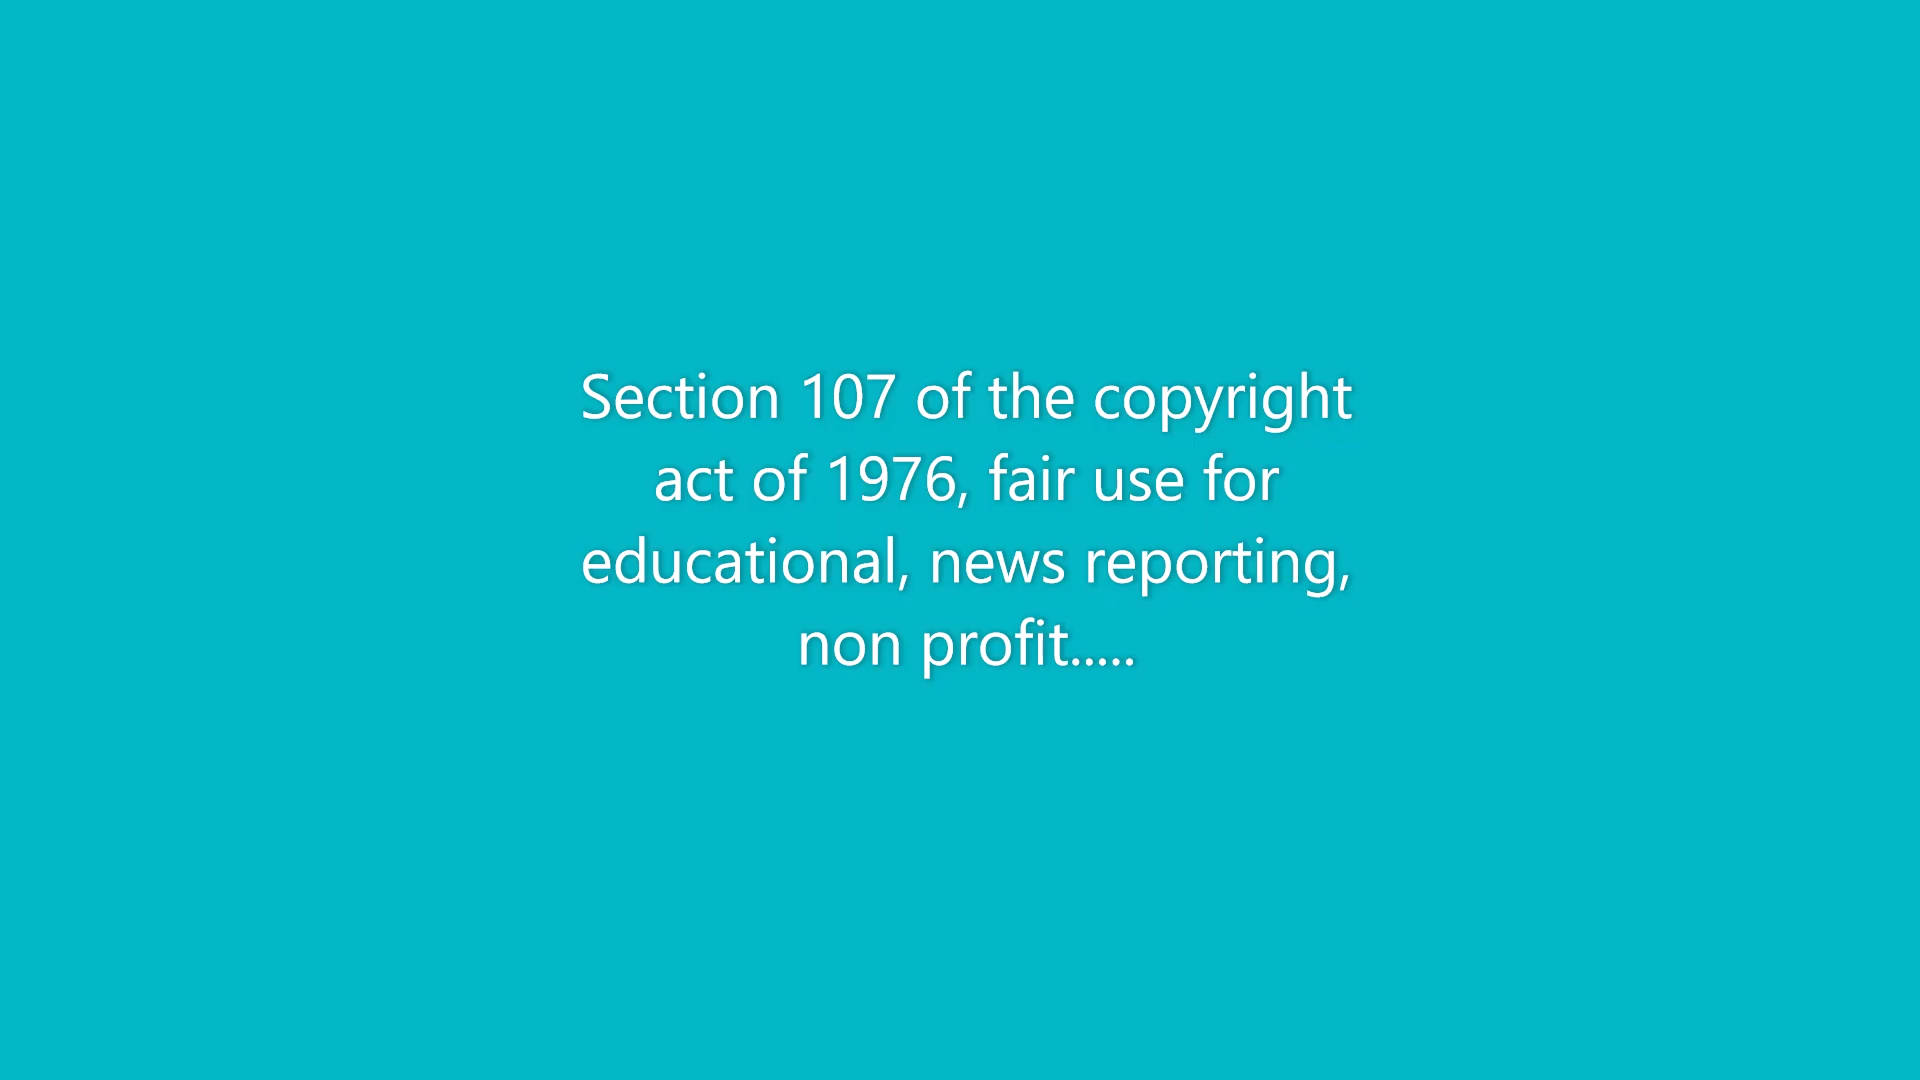 Section 107 of the copyright
act of 1976, fair use for
educational, news reporting,
non profit.....